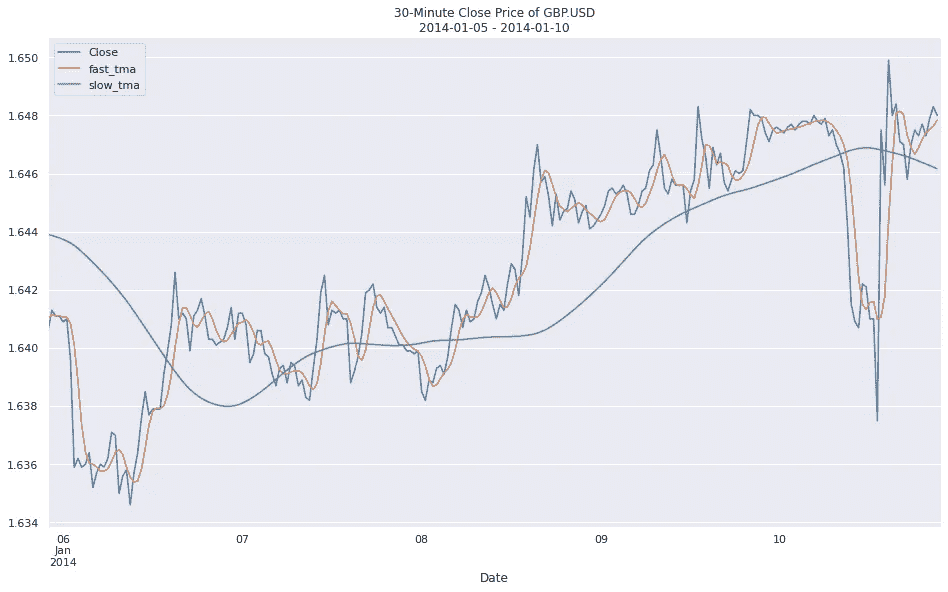 30-Minute Close Price of GBP.USD
2014-01-05 - 2014-01-10
Close
fast_tma
slow_tma
1.650
1.648
1.646
1.644
1.642
1.640
1.638
1.636
1.634
06 07 08 09 10
Jan
2014
Date